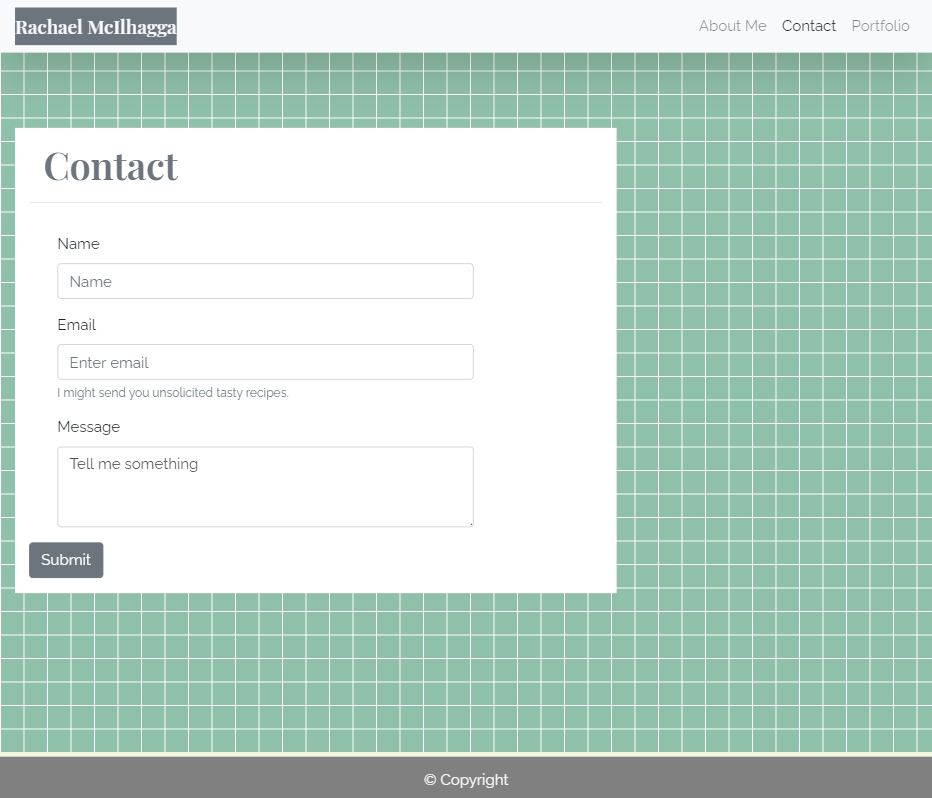 Rachael McIlhagga
About Me Contact Portfolio
Contact
Name
Name
Email
Enter email
I might send you unsolicited tasty recipes.
Message
Tell me something
Submit
© Copyright